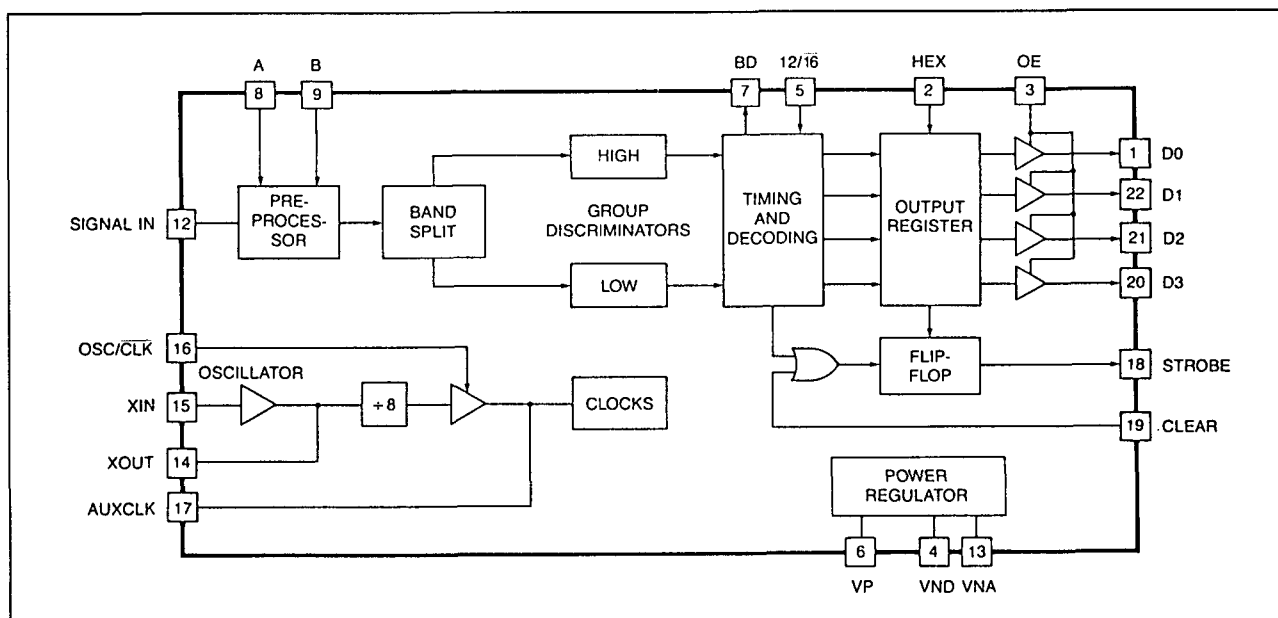 A B BD 12/1̅6̅ HEX OE
8 9 7 5 2 3
HIGH
1 D0
PRE-
PROCES-
SOR
BAND
SPLIT
GROUP
DISCRIMINATORS
TIMING
AND
DECODING
OUTPUT
REGISTER
22 D1
SIGNAL IN 12
21 D2
LOW
20 D3
OSC/C̅L̅K̅ 16
OSCILLATOR
FLIP-
FLOP
18 STROBE
XIN 15
÷8
CLOCKS
19 .CLEAR
XOUT 14
AUXCLK 17
POWER
REGULATOR
6 4 13
VP VND VNA